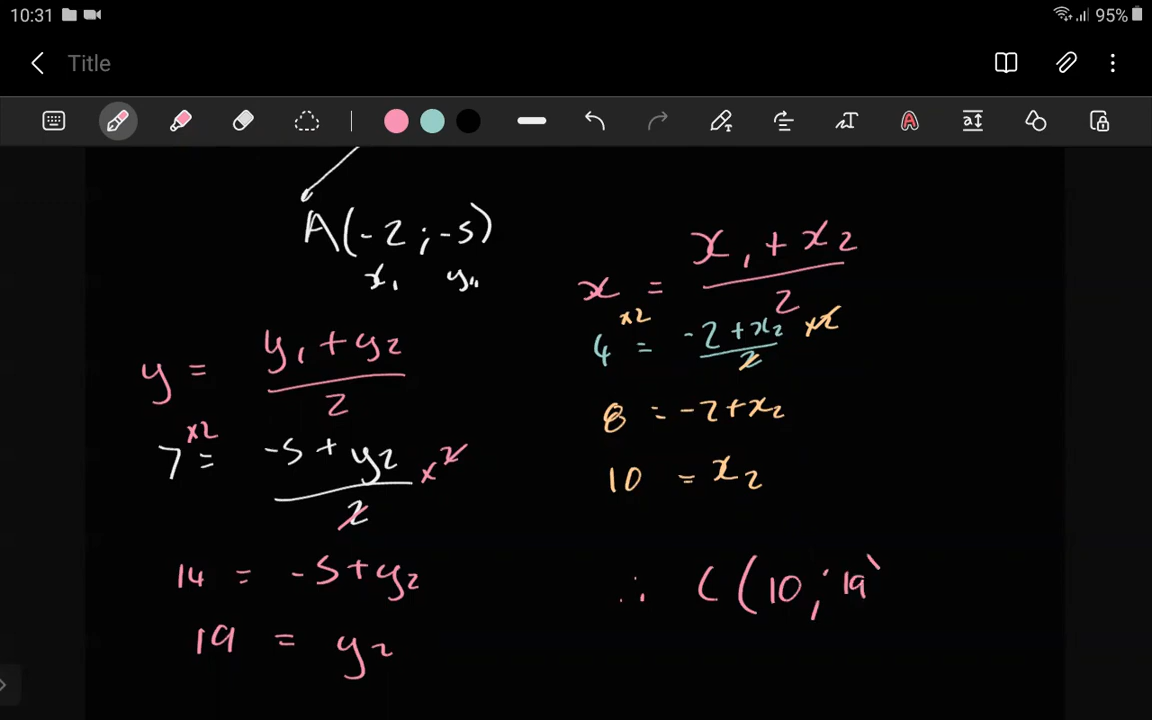 10:31 95%
Title
A(-2 ; -5)
x₁ y₁
x = (x₁ + x₂)/2
4 ×2 = (-2 + x₂)/2 ×2
8 = -2 + x₂
10 = x₂
y = (y₁ + y₂)/2
7 ×2 = (-5 + y₂)/2 ×2
14 = -5 + y₂
19 = y₂
∴ C(10 ; 19)